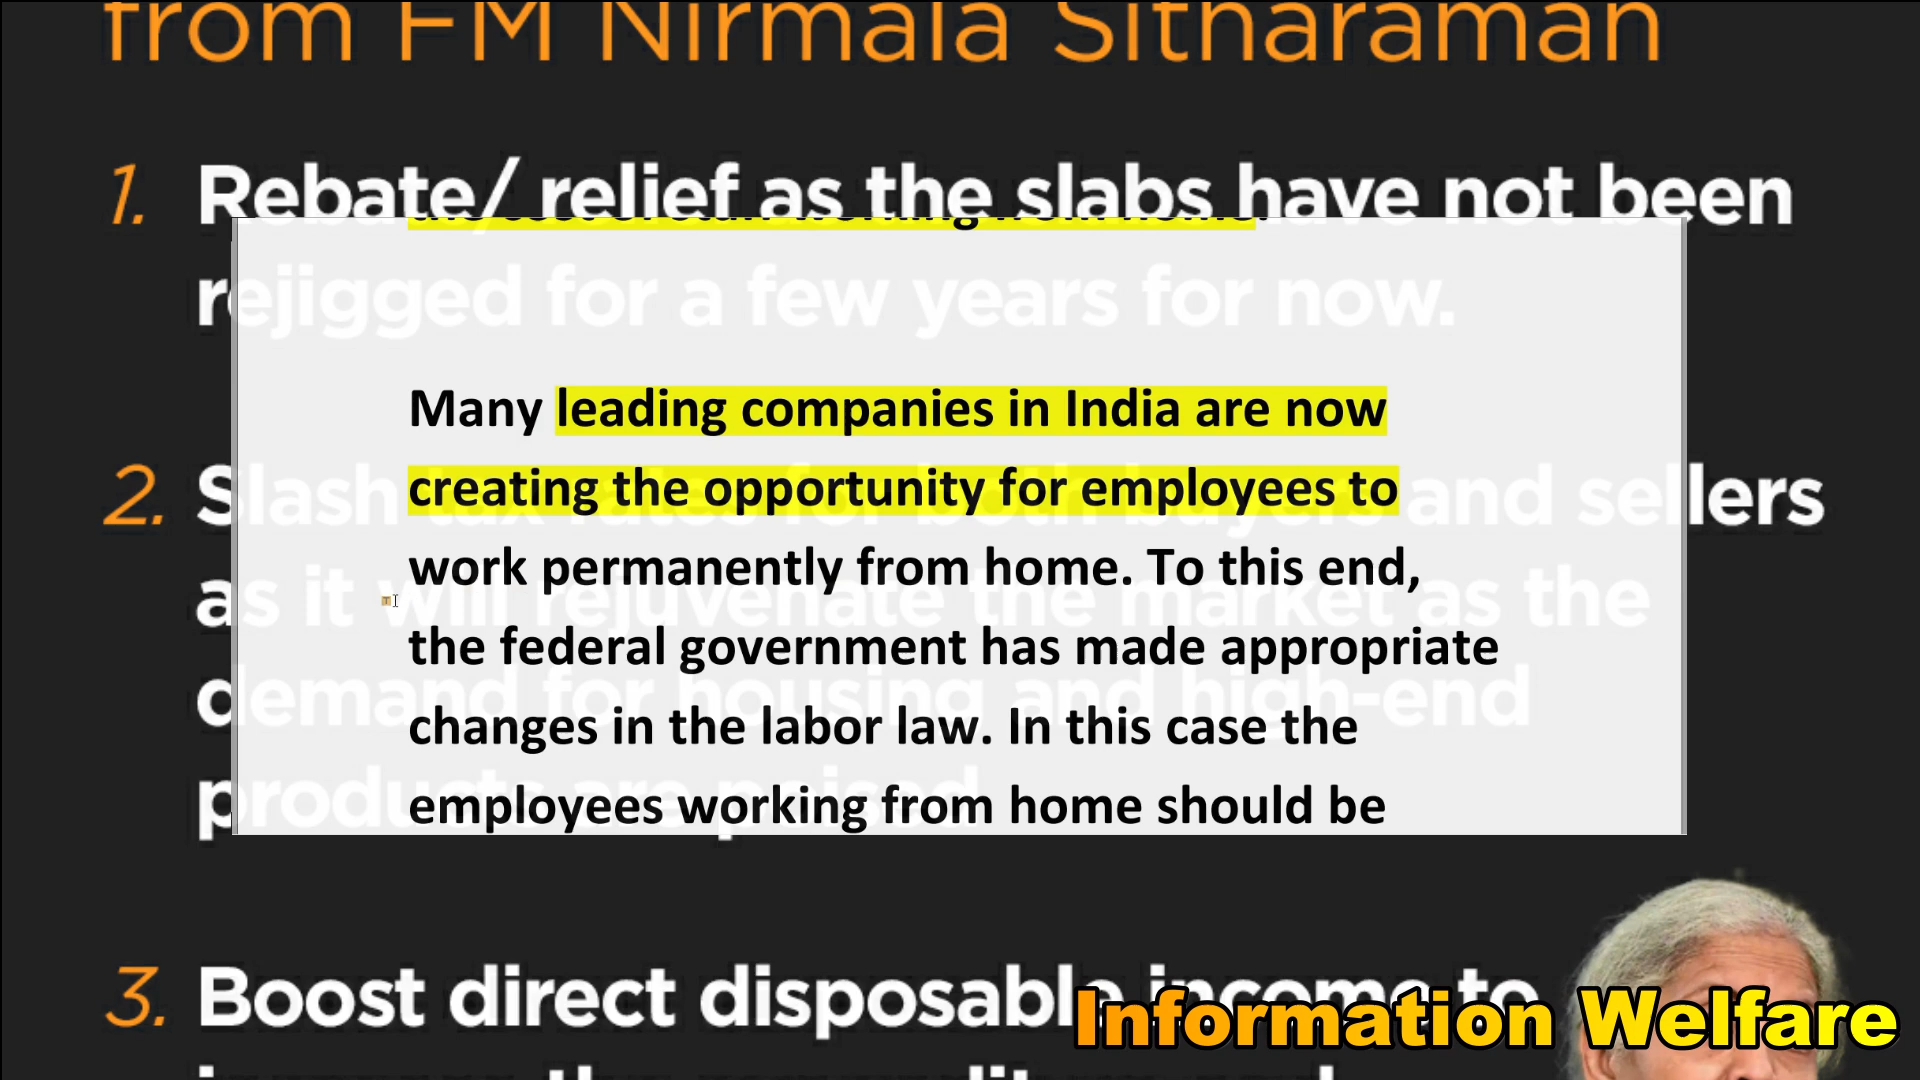 from FM Nirmala Sitharaman
1. Rebate/ relief as the slabs have not been
rejigged for a few years for now.
Many leading companies in India are now
creating the opportunity for employees to
work permanently from home. To this end,
the federal government has made appropriate
changes in the labor law. In this case the
employees working from home should be
2. Slash tax rates for both buyers and sellers
as it will rejuvenate the market as the
demand for housing and high-end
products are poised
3. Boost direct disposable income to
Information Welfare